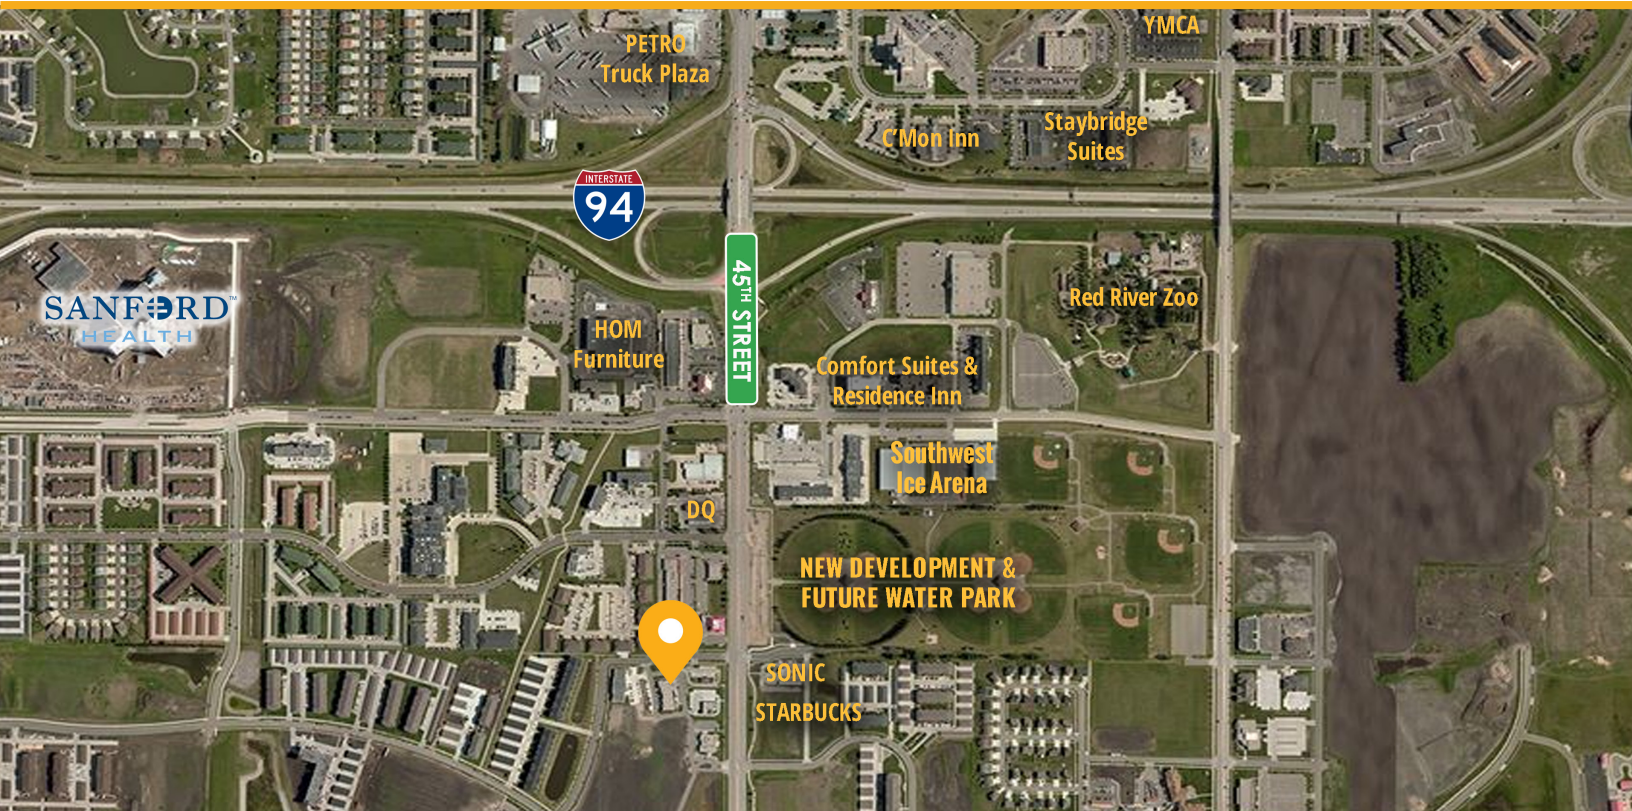 YMCA
PETRO
Truck Plaza
C'Mon Inn
Staybridge
Suites
INTERSTATE
94
45TH STREET
SANFORD™
HEALTH
HOM
Furniture
Red River Zoo
Comfort Suites &
Residence Inn
Southwest
Ice Arena
DQ
NEW DEVELOPMENT &
FUTURE WATER PARK
SONIC
STARBUCKS